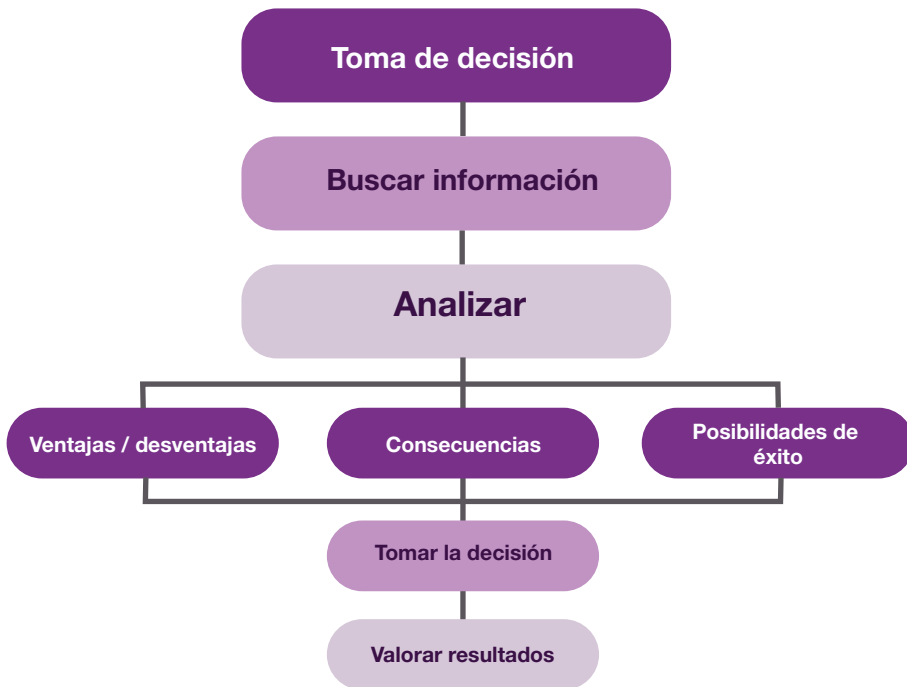 Toma de decisión
Buscar información
Analizar
Ventajas / desventajas
Consecuencias
Posibilidades de
éxito
Tomar la decisión
Valorar resultados